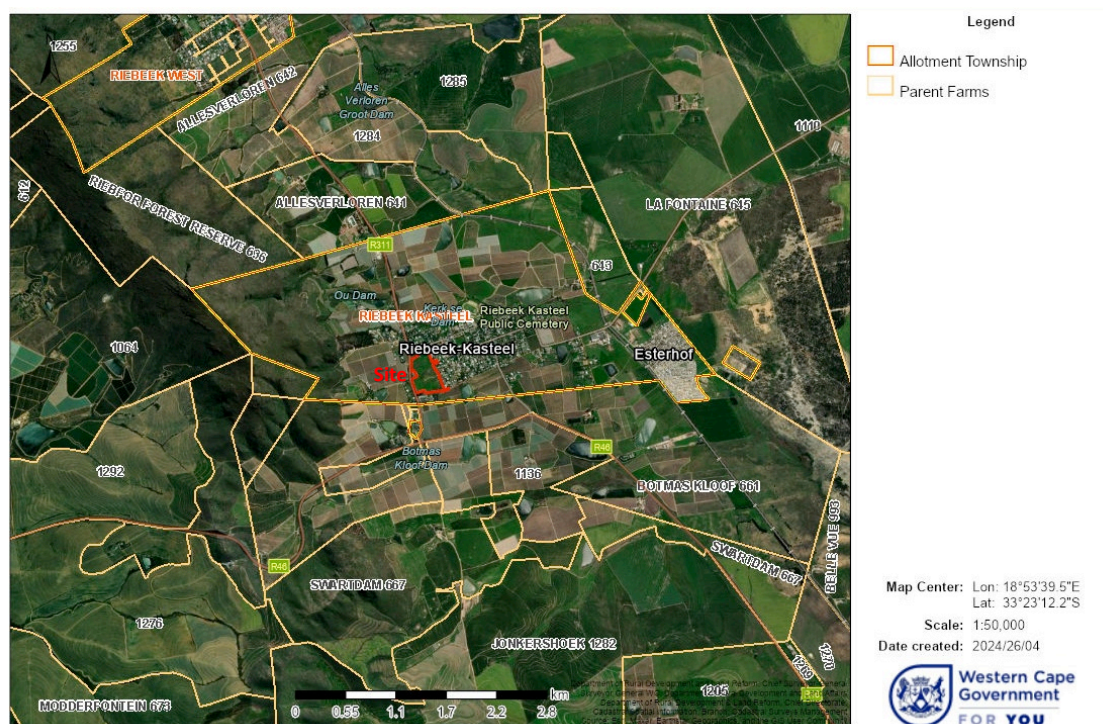 Legend
Allotment Township
Parent Farms
1255
RIEBEEK WEST
ALLESVERLOREN 642
Alles
Verloren
Groot Dam
1285
1284
1110
612
RIEBFOR FOREST RESERVE 636
ALLESVERLOREN 641
LA FONTAINE 645
R311
643
Ou Dam
Kerk se
Dam
RIEBEEK KASTEEL
Riebeek Kasteel
Public Cemetery
1064
Riebeek-Kasteel
Esterhof
Site
R46
Botmas
Kloof Dam
1292
1136
BOTMAS KLOOF 661
R46
SWARTDAM 667
SWARTDAM 667
BELLE VUE 993
1276
JONKERSHOEK 1282
1269
1270
MODDERFONTEIN 673
1205
km
0 0.55 1.1 1.7 2.2 2.8
Map Center: Lon: 18°53'39.5"E
Lat: 33°23'12.2"S
Scale: 1:50,000
Date created: 2024/26/04
Western Cape
Government
FOR YOU